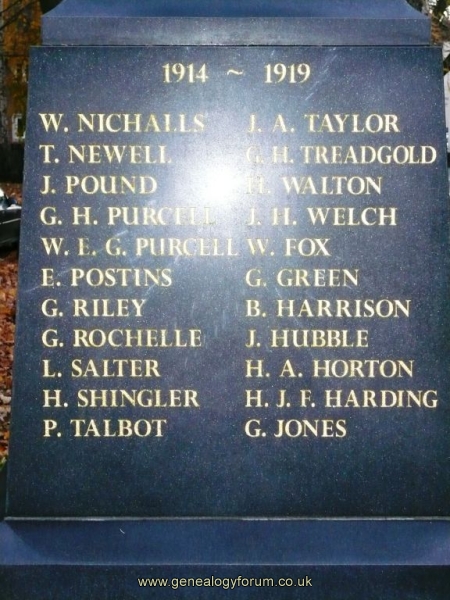 1914 ~ 1919
W. NICHALLS
T. NEWELL
J. POUND
G. H. PURCELL
W. E. G. PURCELL
E. POSTINS
G. RILEY
G. ROCHELLE
L. SALTER
H. SHINGLER
P. TALBOT
J. A. TAYLOR
G. H. TREADGOLD
H. WALTON
J. H. WELCH
W. FOX
G. GREEN
B. HARRISON
J. HUBBLE
H. A. HORTON
H. J. F. HARDING
G. JONES
www.genealogyforum.co.uk